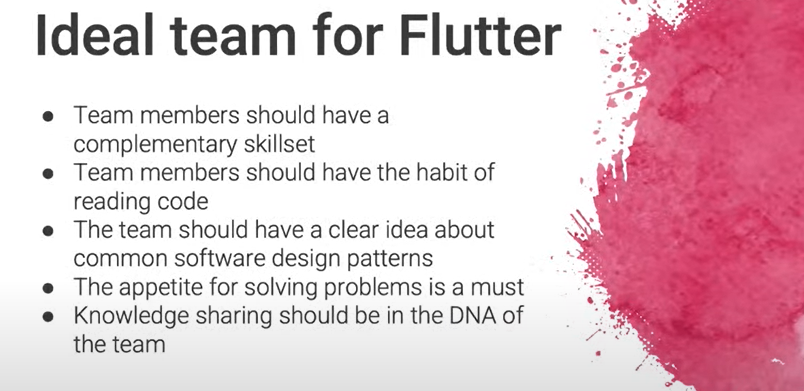 Ideal team for Flutter
● Team members should have a
complementary skillset
● Team members should have the habit of
reading code
● The team should have a clear idea about
common software design patterns
● The appetite for solving problems is a must
● Knowledge sharing should be in the DNA of
the team